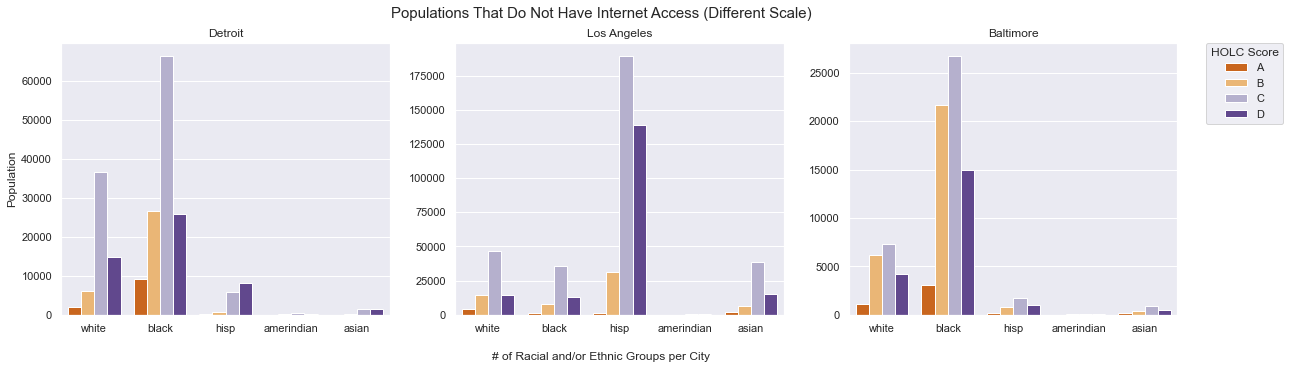 Populations That Do Not Have Internet Access (Different Scale)
Detroit
Los Angeles
Baltimore
Population
60000
50000
40000
30000
20000
10000
0
white black hisp amerindian asian
175000
150000
125000
100000
75000
50000
25000
0
white black hisp amerindian asian
25000
20000
15000
10000
5000
0
white black hisp amerindian asian
HOLC Score
A
B
C
D
# of Racial and/or Ethnic Groups per City